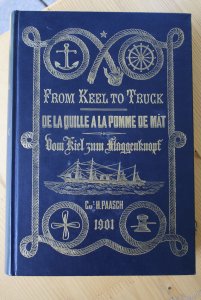 FROM KEEL TO TRUCK
DE LA QUILLE A LA POMME DE MÂT
Vom Kiel zum Flaggenknopf
CAPT. H. PAASCH
1901